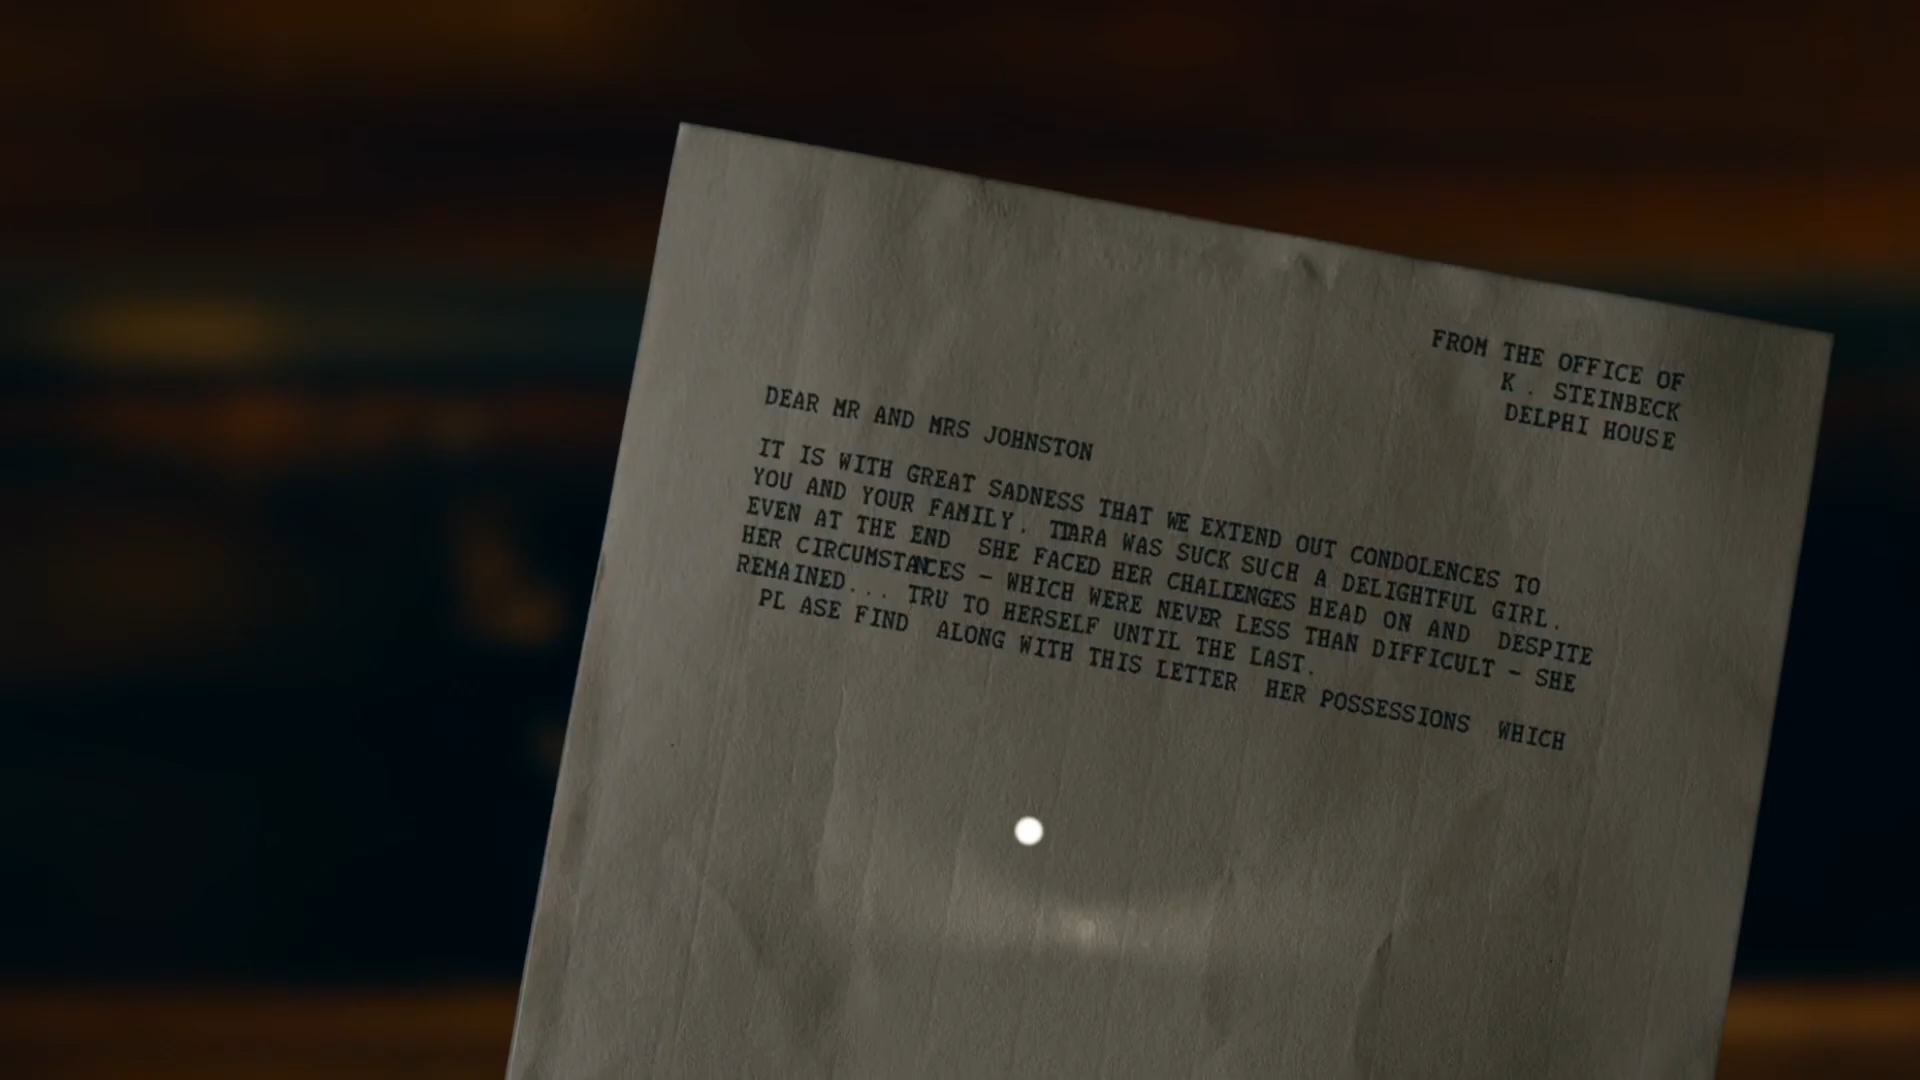 FROM THE OFFICE OF
K . STEINBECK
DELPHI HOUSE
DEAR MR AND MRS JOHNSTON
IT IS WITH GREAT SADNESS THAT WE EXTEND OUT CONDOLENCES TO
YOU AND YOUR FAMILY. TIARA WAS SUCK SUCH A DELIGHTFUL GIRL.
EVEN AT THE END SHE FACED HER CHALLENGES HEAD ON AND DESPITE
HER CIRCUMSTANCES - WHICH WERE NEVER LESS THAN DIFFICULT - SHE
REMAINED... TRU TO HERSELF UNTIL THE LAST.
PL ASE FIND ALONG WITH THIS LETTER HER POSSESSIONS WHICH